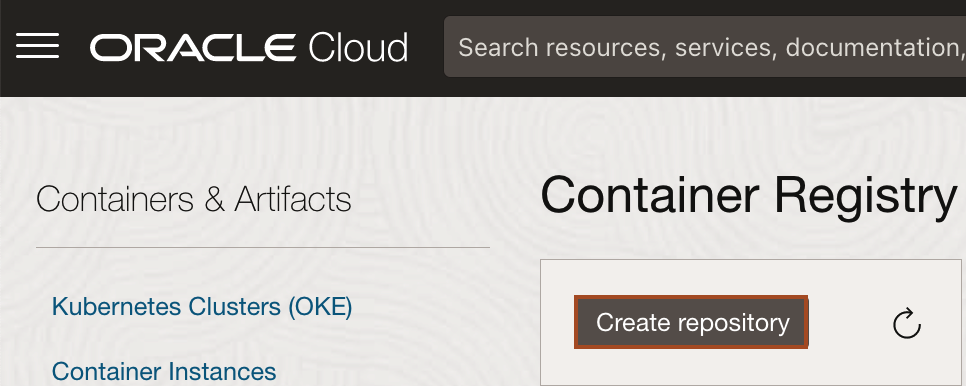 ORACLE Cloud
Search resources, services, documentation,
Containers & Artifacts
Kubernetes Clusters (OKE)
Container Instances
Container Registry
Create repository